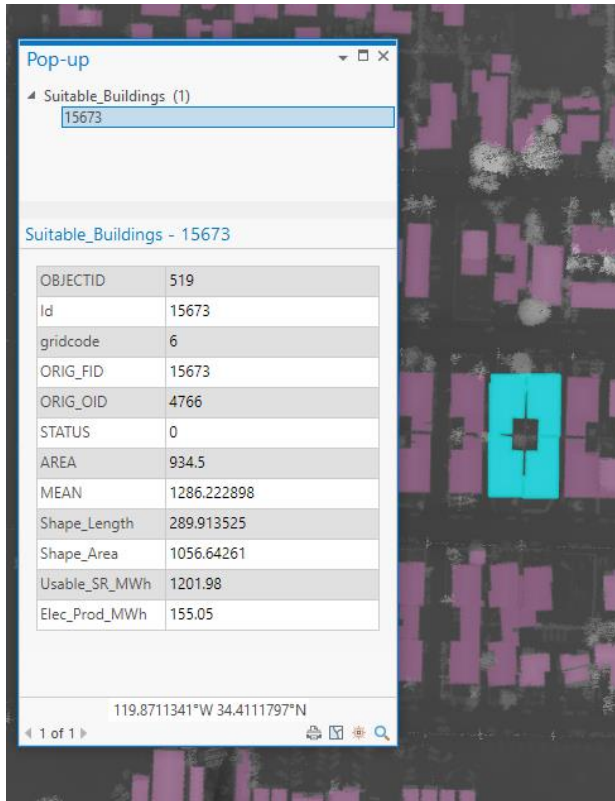 Pop-up
Suitable_Buildings (1)
15673
Suitable_Buildings - 15673
OBJECTID 519
Id 15673
gridcode 6
ORIG_FID 15673
ORIG_OID 4766
STATUS 0
AREA 934.5
MEAN 1286.222898
Shape_Length 289.913525
Shape_Area 1056.64261
Usable_SR_MWh 1201.98
Elec_Prod_MWh 155.05
119.8711341°W 34.4111797°N
1 of 1